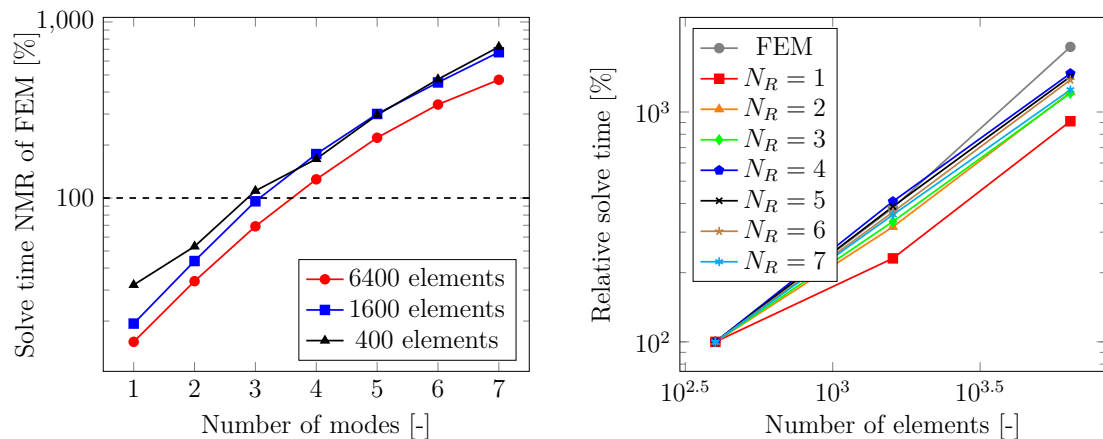 1,000
100
Solve time NMR of FEM [%]
6400 elements
1600 elements
400 elements
1 2 3 4 5 6 7
Number of modes [-]
10^3
10^2
Relative solve time [%]
FEM
N_R = 1
N_R = 2
N_R = 3
N_R = 4
N_R = 5
N_R = 6
N_R = 7
10^2.5 10^3 10^3.5
Number of elements [-]